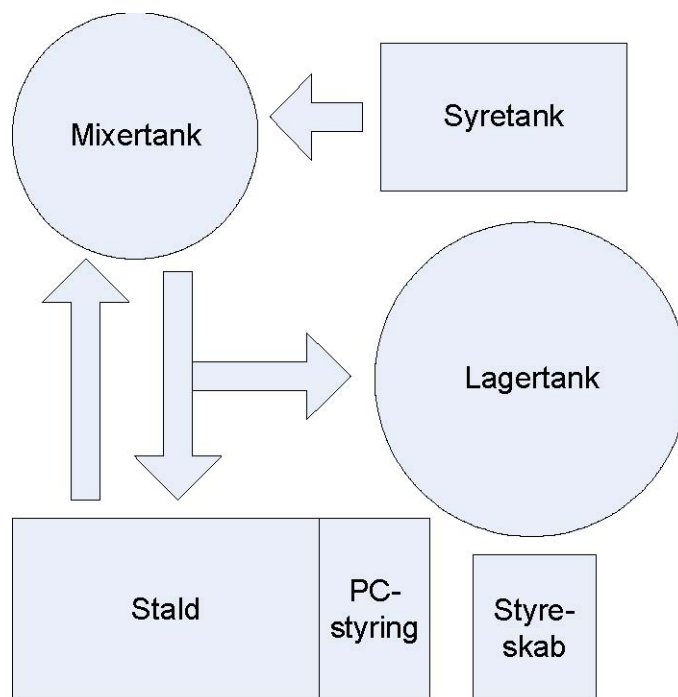 Mixertank
Syretank
Lagertank
Stald
PC-
styring
Styre-
skab